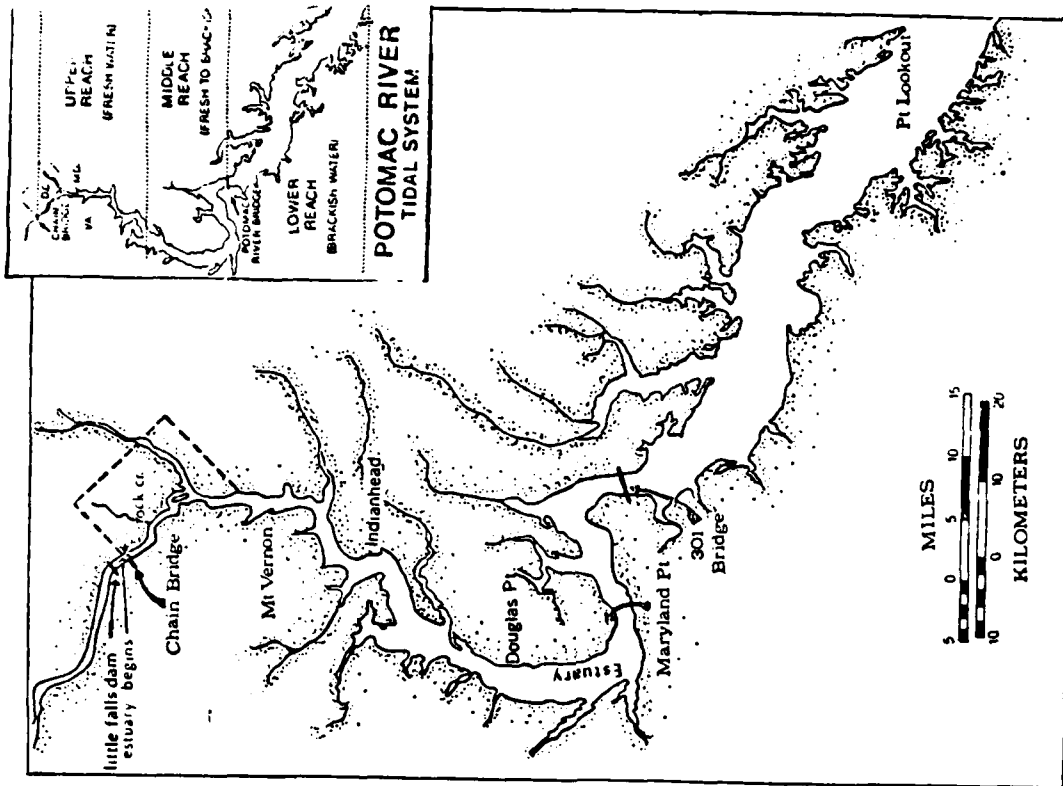 UPPER
REACH
(FRESH WATER)
MIDDLE
REACH
(FRESH TO
D.C.
MD.
CHAIN
BRIDGE
VA
POTOMAC
RIVER BRIDGE
LOWER
REACH
(BRACKISH WATER)
POTOMAC RIVER
TIDAL SYSTEM
little falls dam
estuary begins
Chain Bridge
Mt Vernon
Indianhead
Douglas Pt
Estuary
Maryland Pt
301
Bridge
Pt Lookout
MILES
5 0 5 10 15
10 0 10 20
KILOMETERS